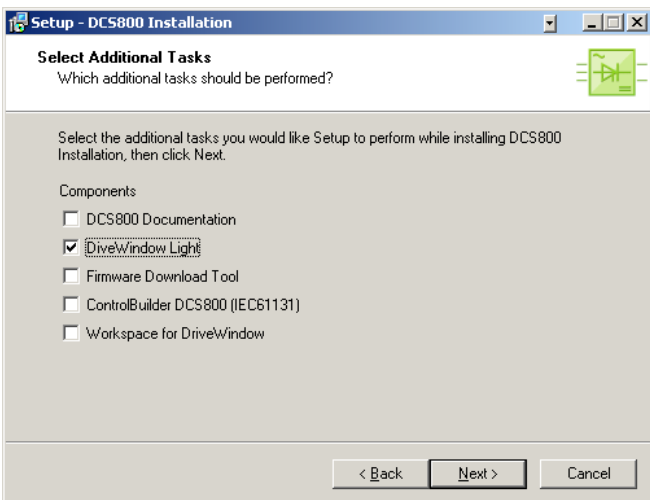 Setup - DCS800 Installation
Select Additional Tasks
Which additional tasks should be performed?
Select the additional tasks you would like Setup to perform while installing DCS800
Installation, then click Next.
Components
DCS800 Documentation
DiveWindow Light
Firmware Download Tool
ControlBuilder DCS800 (IEC61131)
Workspace for DriveWindow
< Back Next > Cancel